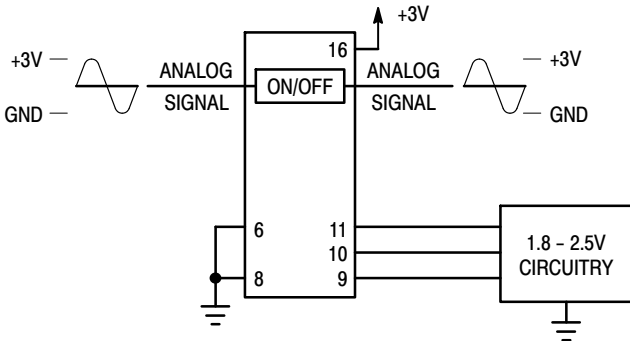 +3V
16
+3V
ANALOG
SIGNAL
ON/OFF
ANALOG
SIGNAL
+3V
GND
GND
6
11
10
8
9
1.8 – 2.5V
CIRCUITRY